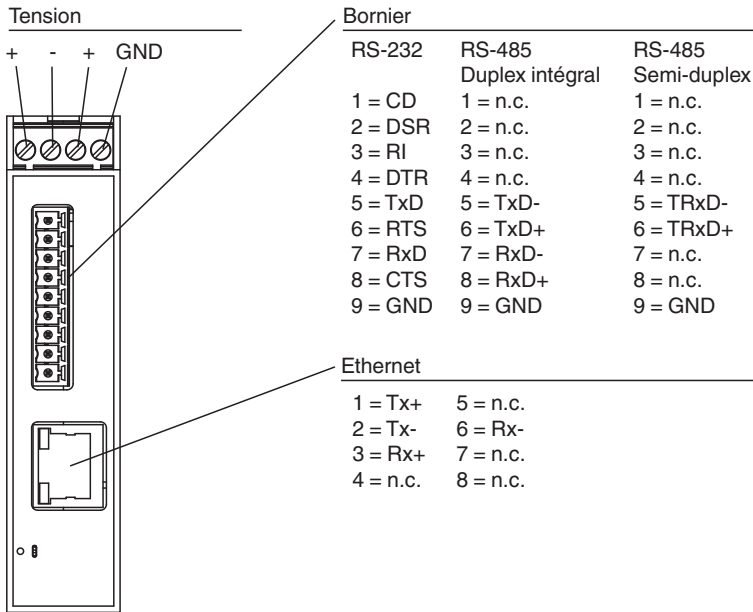 Tension
+ - + GND
Bornier
RS-232 RS-485 RS-485
Duplex intégral Semi-duplex
1 = CD 1 = n.c. 1 = n.c.
2 = DSR 2 = n.c. 2 = n.c.
3 = RI 3 = n.c. 3 = n.c.
4 = DTR 4 = n.c. 4 = n.c.
5 = TxD 5 = TxD- 5 = TRxD-
6 = RTS 6 = TxD+ 6 = TRxD+
7 = RxD 7 = RxD- 7 = n.c.
8 = CTS 8 = RxD+ 8 = n.c.
9 = GND 9 = GND 9 = GND
Ethernet
1 = Tx+ 5 = n.c.
2 = Tx- 6 = Rx-
3 = Rx+ 7 = n.c.
4 = n.c. 8 = n.c.